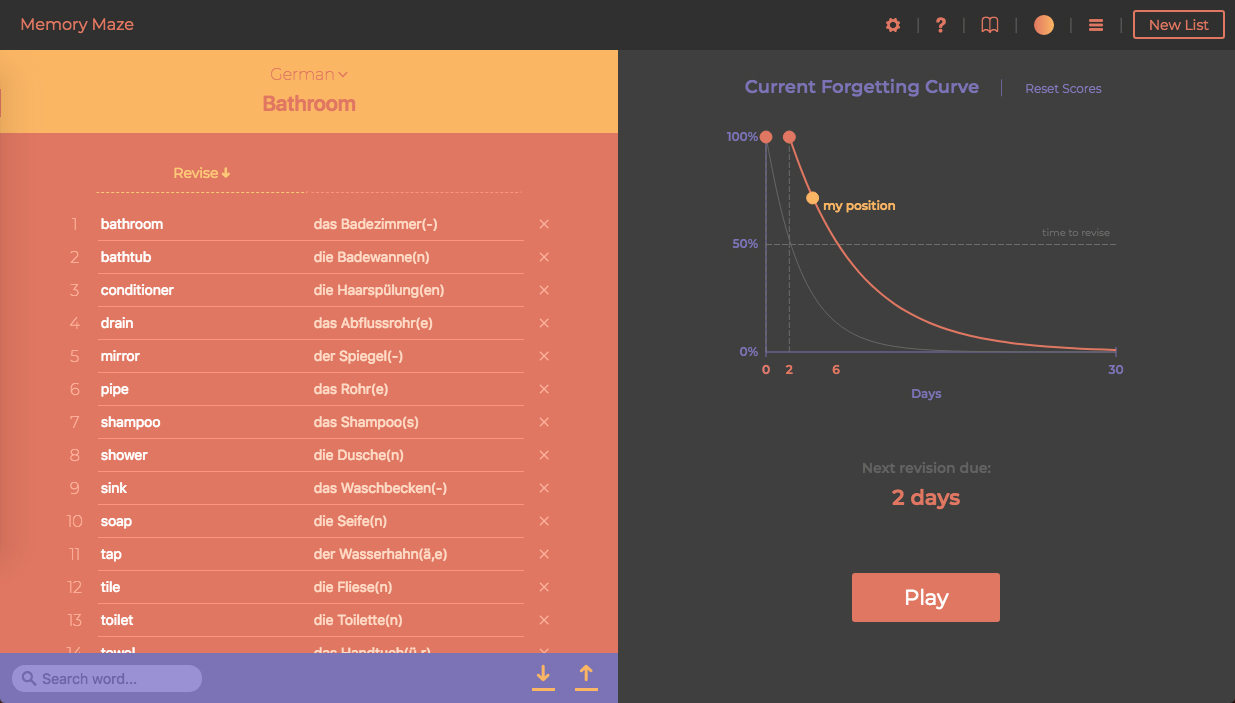 Memory Maze
?
New List
German
Bathroom
Revise
1 bathroom das Badezimmer(-)
2 bathtub die Badewanne(n)
3 conditioner die Haarspülung(en)
4 drain das Abflussrohr(e)
5 mirror der Spiegel(-)
6 pipe das Rohr(e)
7 shampoo das Shampoo(s)
8 shower die Dusche(n)
9 sink das Waschbecken(-)
10 soap die Seife(n)
11 tap der Wasserhahn(ä,e)
12 tile die Fliese(n)
13 toilet die Toilette(n)
14 towel das Handtuch(ü,r)
Search word...
Current Forgetting Curve
Reset Scores
100%
my position
time to revise
50%
0%
0 2 6 30
Days
Next revision due:
2 days
Play